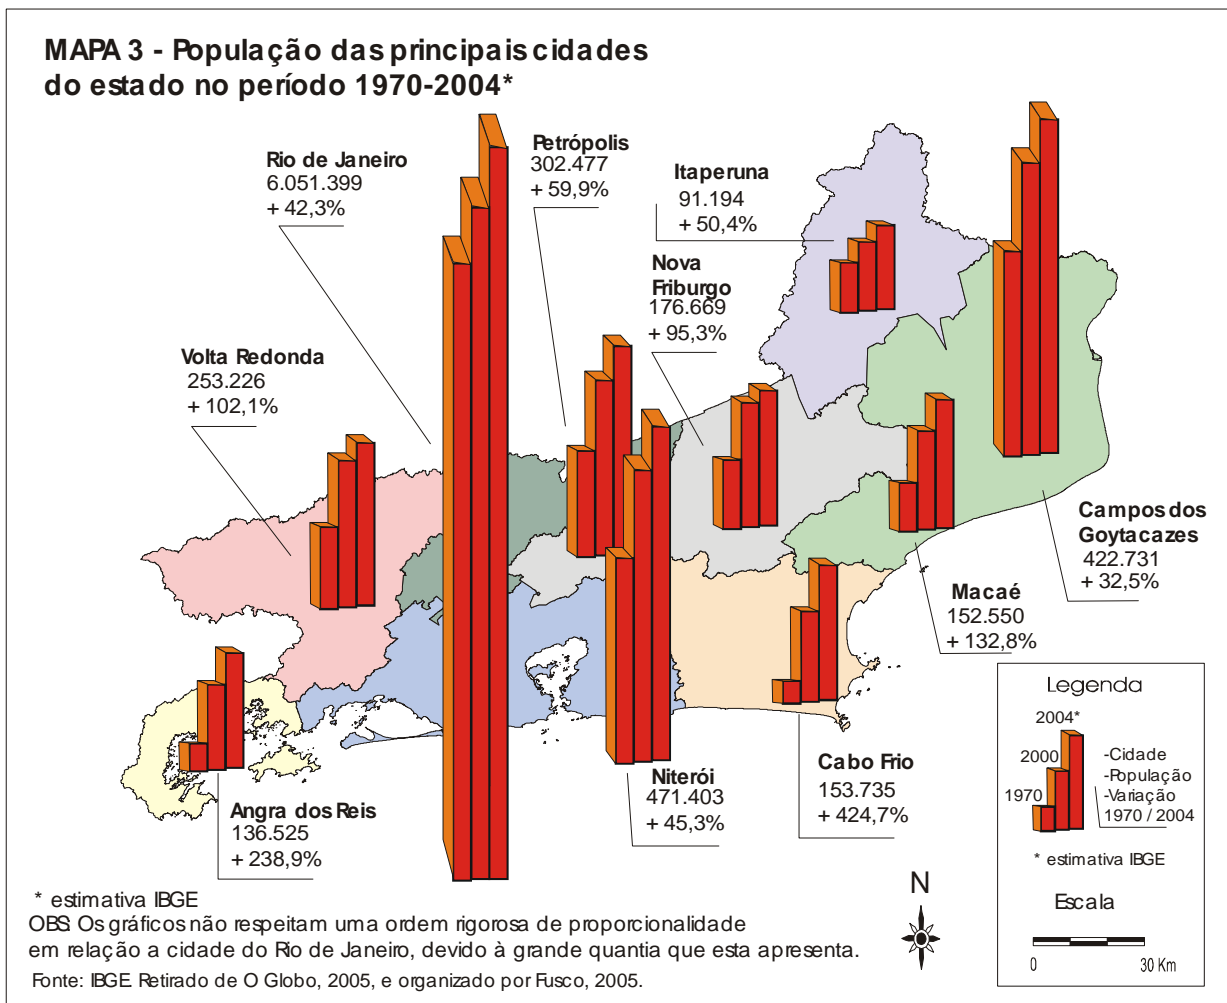 MAPA 3 - População das principais cidades
do estado no período 1970-2004*
Rio de Janeiro
6.051.399
+ 42,3%
Petrópolis
302.477
+ 59,9%
Itaperuna
91.194
+ 50,4%
Nova
Friburgo
176.669
+ 95,3%
Volta Redonda
253.226
+ 102,1%
Campos dos
Goytacazes
422.731
+ 32,5%
Macaé
152.550
+ 132,8%
Cabo Frio
153.735
+ 424,7%
Niterói
471.403
+ 45,3%
Angra dos Reis
136.525
+ 238,9%
Legenda
2004*
2000
1970
-Cidade
-População
-Variação
1970 / 2004
* estimativa IBGE
Escala
0 30 Km
N
* estimativa IBGE
OBS: Os gráficos não respeitam uma ordem rigorosa de proporcionalidade
em relação a cidade do Rio de Janeiro, devido à grande quantia que esta apresenta.
Fonte: IBGE. Retirado de O Globo, 2005, e organizado por Fusco, 2005.